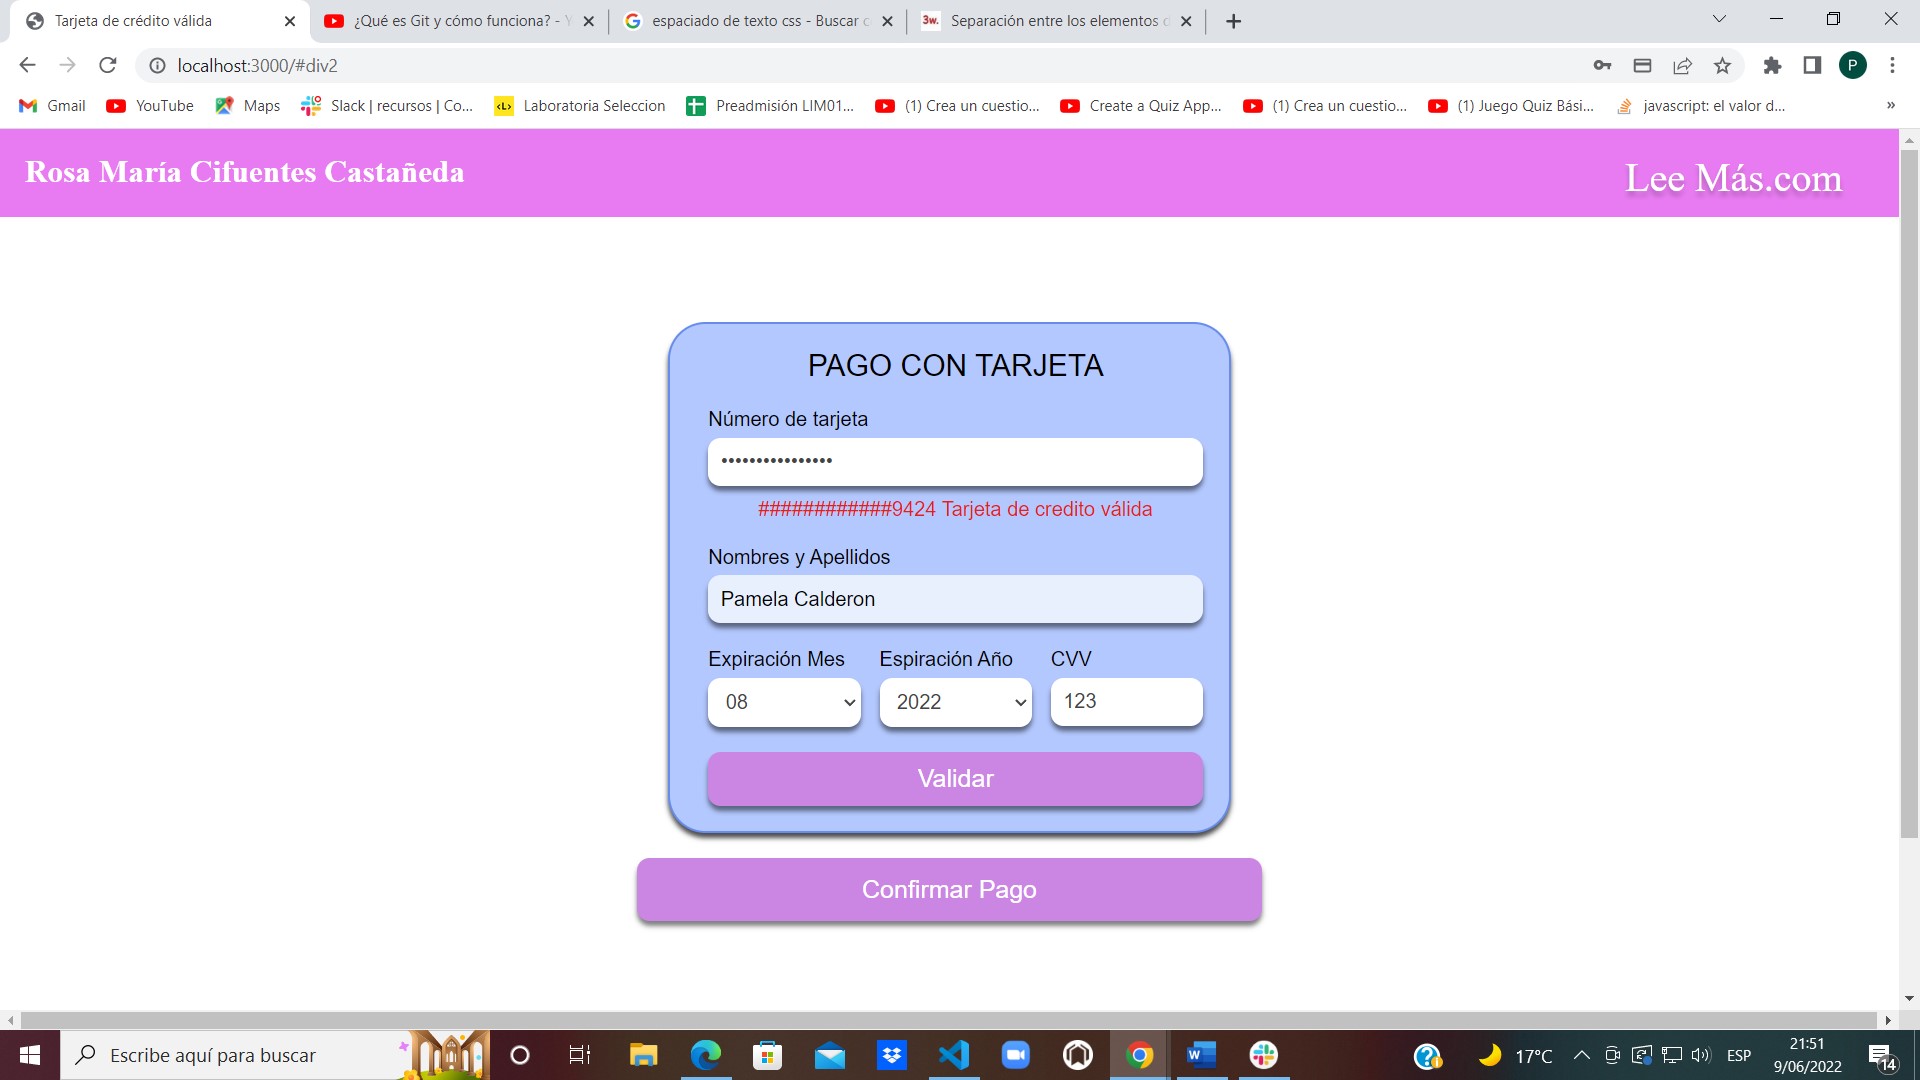 Tarjeta de crédito válida
¿Qué es Git y cómo funciona? - Y
espaciado de texto css - Buscar c
3w.
Separación entre los elementos d
localhost:3000/#div2
P
Gmail
YouTube
Maps
Slack | recursos | Co...
<L>
Laboratoria Seleccion
Preadmisión LIM01...
(1) Crea un cuestio...
Create a Quiz App...
(1) Crea un cuestio...
(1) Juego Quiz Bási...
javascript: el valor d...
»
Rosa María Cifuentes Castañeda
Lee Más.com
PAGO CON TARJETA
Número de tarjeta
••••••••••••••••
############9424 Tarjeta de credito válida
Nombres y Apellidos
Pamela Calderon
Expiración Mes
Espiración Año
CVV
08
2022
123
Validar
Confirmar Pago
Escribe aquí para buscar
17°C
ESP
21:51
9/06/2022
14